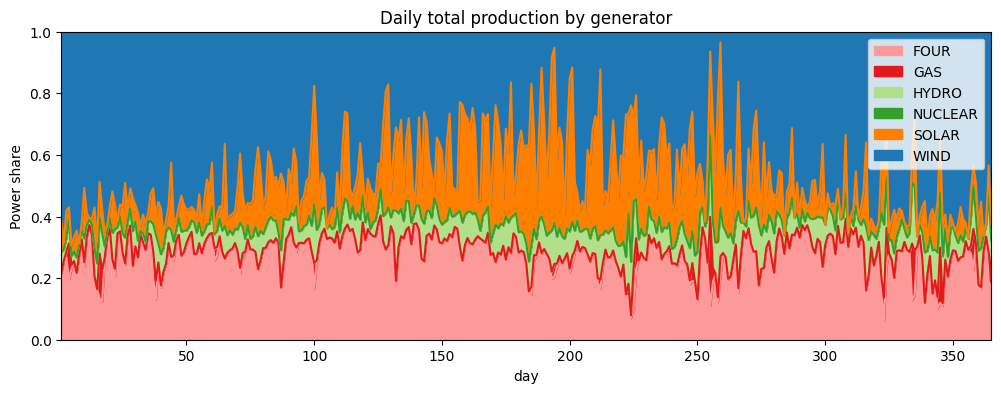 Daily total production by generator
Power share
1.0
0.8
0.6
0.4
0.2
0.0
FOUR
GAS
HYDRO
NUCLEAR
SOLAR
WIND
50
100
150
200
250
300
350
day